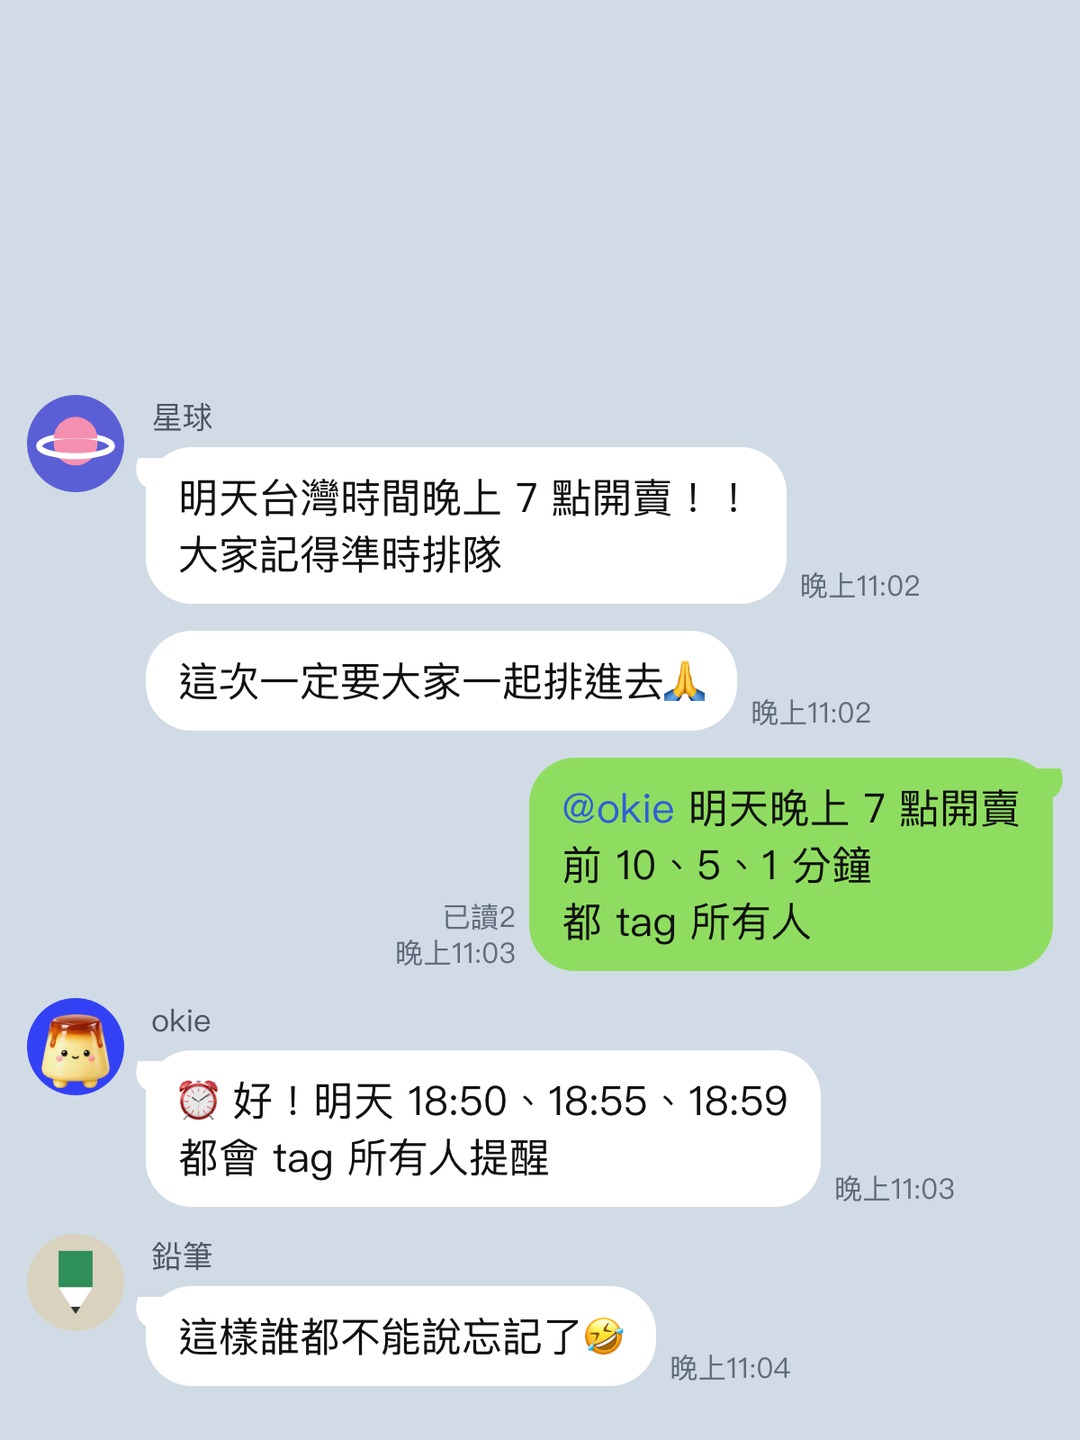 星球
明天台灣時間晚上 7 點開賣！！
大家記得準時排隊
晚上11:02
這次一定要大家一起排進去🙏
晚上11:02
@okie 明天晚上 7 點開賣
前 10、5、1 分鐘
都 tag 所有人
已讀2
晚上11:03
okie
⏰ 好！明天 18:50、18:55、18:59
都會 tag 所有人提醒
晚上11:03
鉛筆
這樣誰都不能說忘記了🤣
晚上11:04